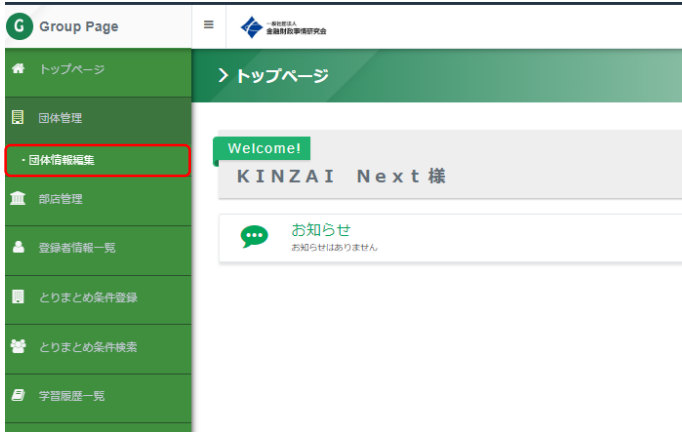 G Group Page
一般社団法人
金融財政事情研究会
トップページ
トップページ
団体管理
・団体情報編集
Welcome!
KINZAI Next様
部店管理
お知らせ
お知らせはありません
登録者情報一覧
とりまとめ条件登録
とりまとめ条件検索
学習履歴一覧